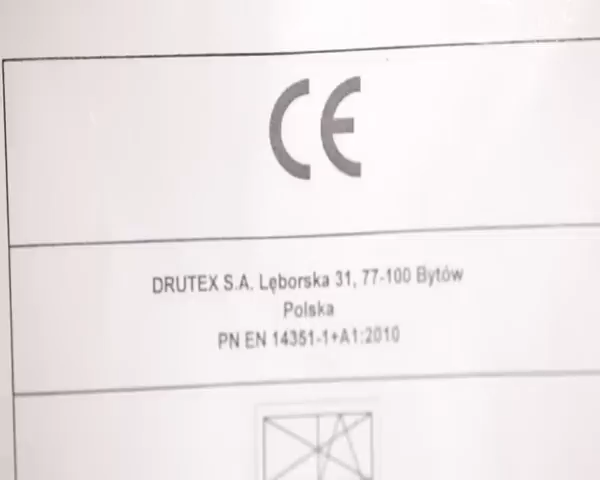 CE
DRUTEX S.A. Lęborska 31, 77-100 Bytów
Polska
PN EN 14351-1+A1:2010